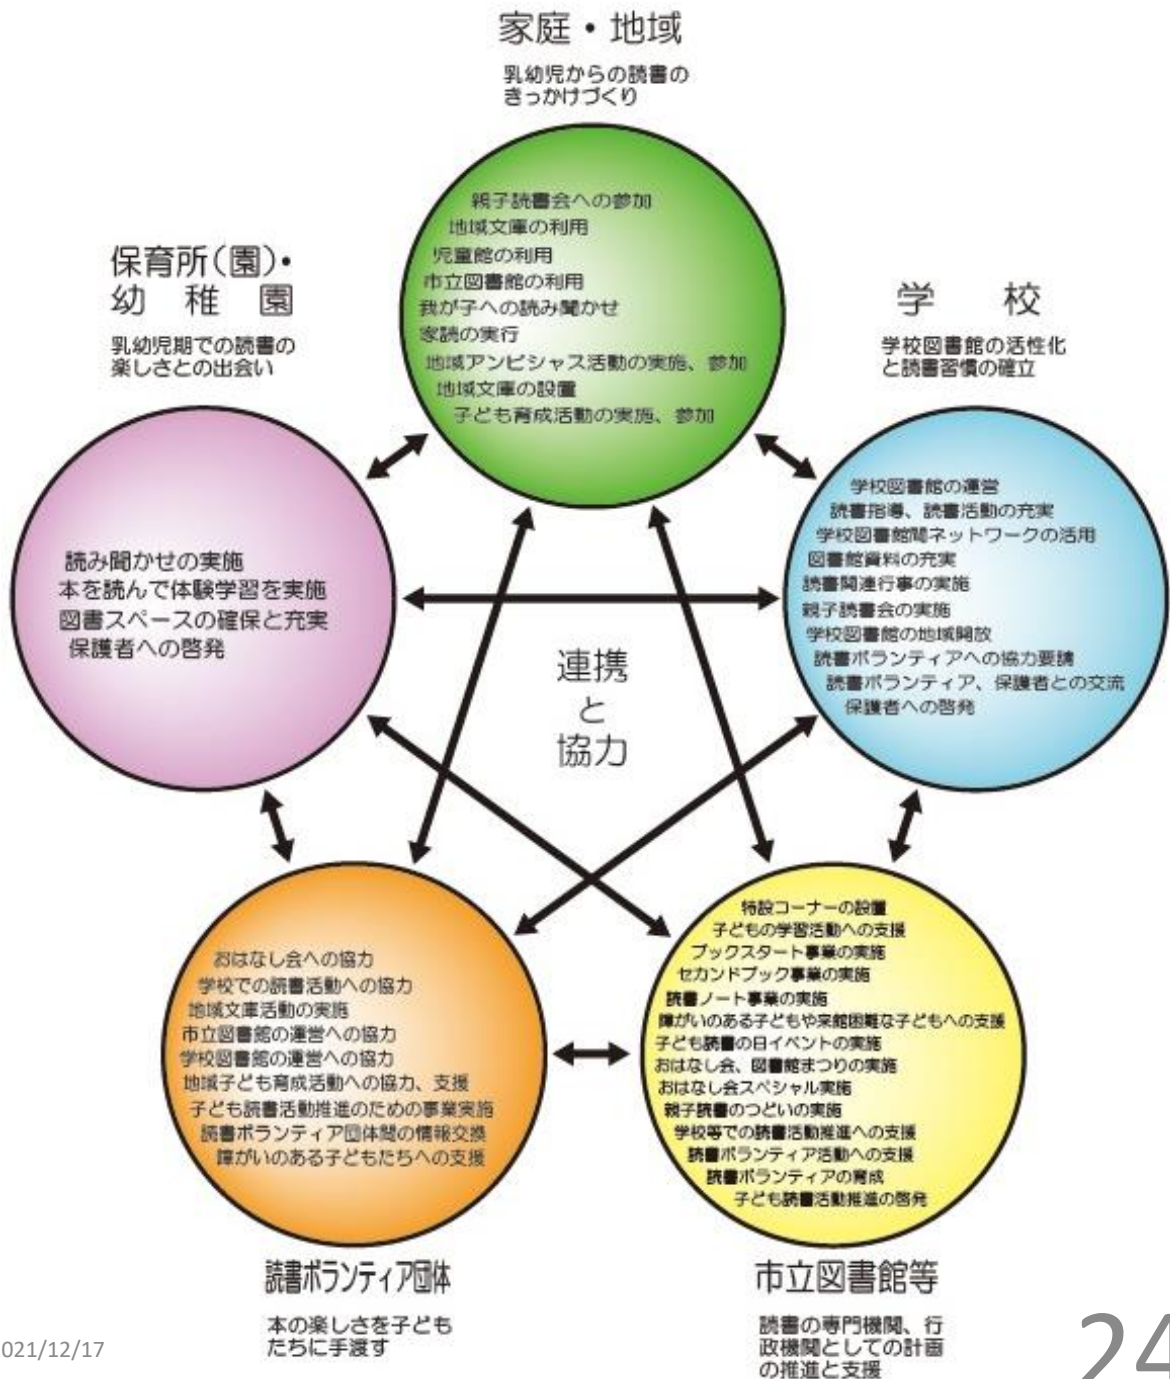 家庭・地域
乳幼児からの読書の
きっかけづくり
親子読書会への参加
地域文庫の利用
児童館の利用
市立図書館の利用
我が子への読み聞かせ
家読の実行
地域アンビシャス活動の実施、参加
地域文庫の設置
子ども育成活動の実施、参加
保育所(園)・
幼稚園
乳幼児期での読書の
楽しさとの出会い
読み聞かせの実施
本を読んで体験学習を実施
図書スペースの確保と充実
保護者への啓発
学校
学校図書館の活性化
と読書習慣の確立
学校図書館の運営
読書指導、読書活動の充実
学校図書館間ネットワークの活用
図書館資料の充実
読書関連行事の実施
親子読書会の実施
学校図書館の地域開放
読書ボランティアへの協力要請
読書ボランティア、保護者との交流
保護者への啓発
連携
と
協力
おはなし会への協力
学校での読書活動への協力
地域文庫活動の実施
市立図書館の運営への協力
学校図書館の運営への協力
地域子ども育成活動への協力、支援
子ども読書活動推進のための事業実施
読書ボランティア団体間の情報交換
障がいのある子どもたちへの支援
読書ボランティア団体
本の楽しさを子ども
たちに手渡す
特設コーナーの設置
子どもの学習活動への支援
ブックスタート事業の実施
セカンドブック事業の実施
読書ノート事業の実施
障がいのある子どもや来館困難な子どもへの支援
子ども読書の日イベントの実施
おはなし会、図書館まつりの実施
おはなし会スペシャル実施
親子読書のつどいの実施
学校等での読書活動推進への支援
読書ボランティア活動への支援
読書ボランティアの育成
子ども読書活動推進の啓発
市立図書館等
読書の専門機関、行
政機関としての計画
の推進と支援
021/12/17
24